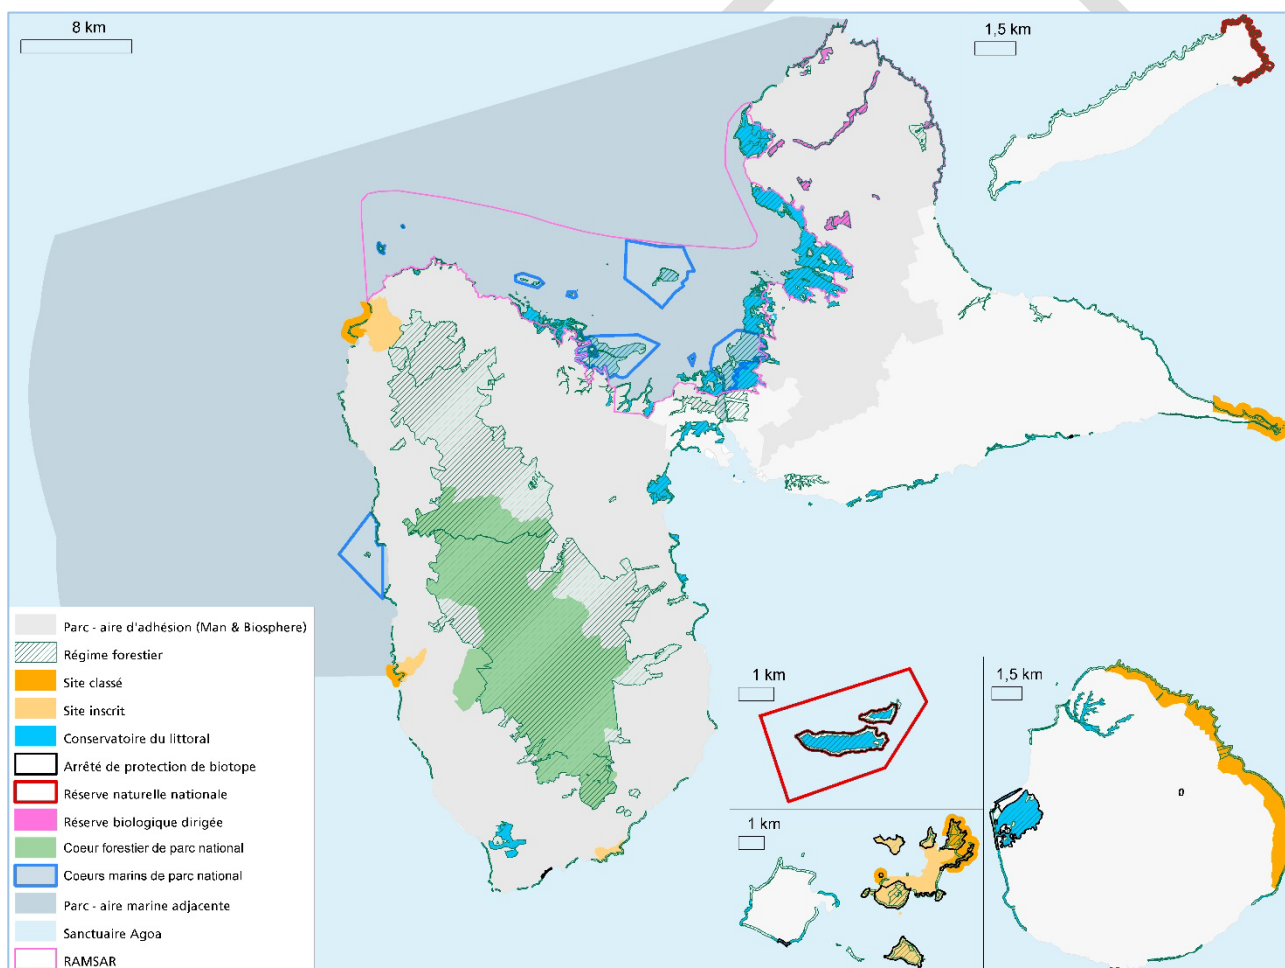 8 km
1,5 km
Parc - aire d'adhésion (Man & Biosphere)
Régime forestier
Site classé
Site inscrit
Conservatoire du littoral
Arrêté de protection de biotope
Réserve naturelle nationale
Réserve biologique dirigée
Coeur forestier de parc national
Coeurs marins de parc national
Parc - aire marine adjacente
Sanctuaire Agoa
RAMSAR
1 km
1,5 km
1 km